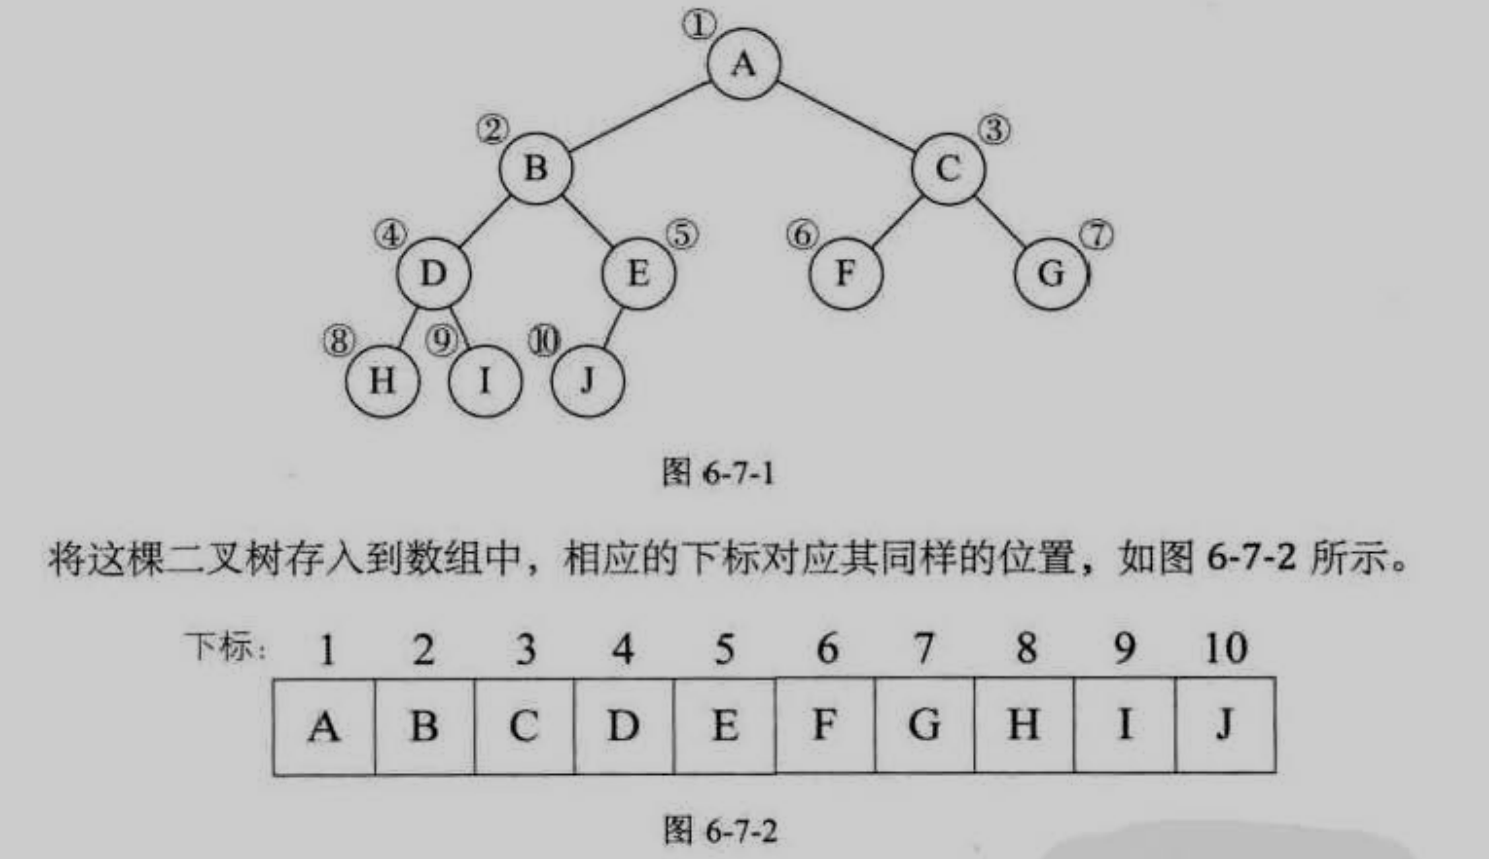 ①
A
② ③
B C
④ ⑤ ⑥ ⑦
D E F G
⑧ ⑨ ⑩
H I J
图 6-7-1
将这棵二叉树存入到数组中，相应的下标对应其同样的位置，如图 6-7-2 所示。
下标： 1 2 3 4 5 6 7 8 9 10
A B C D E F G H I J
图 6-7-2